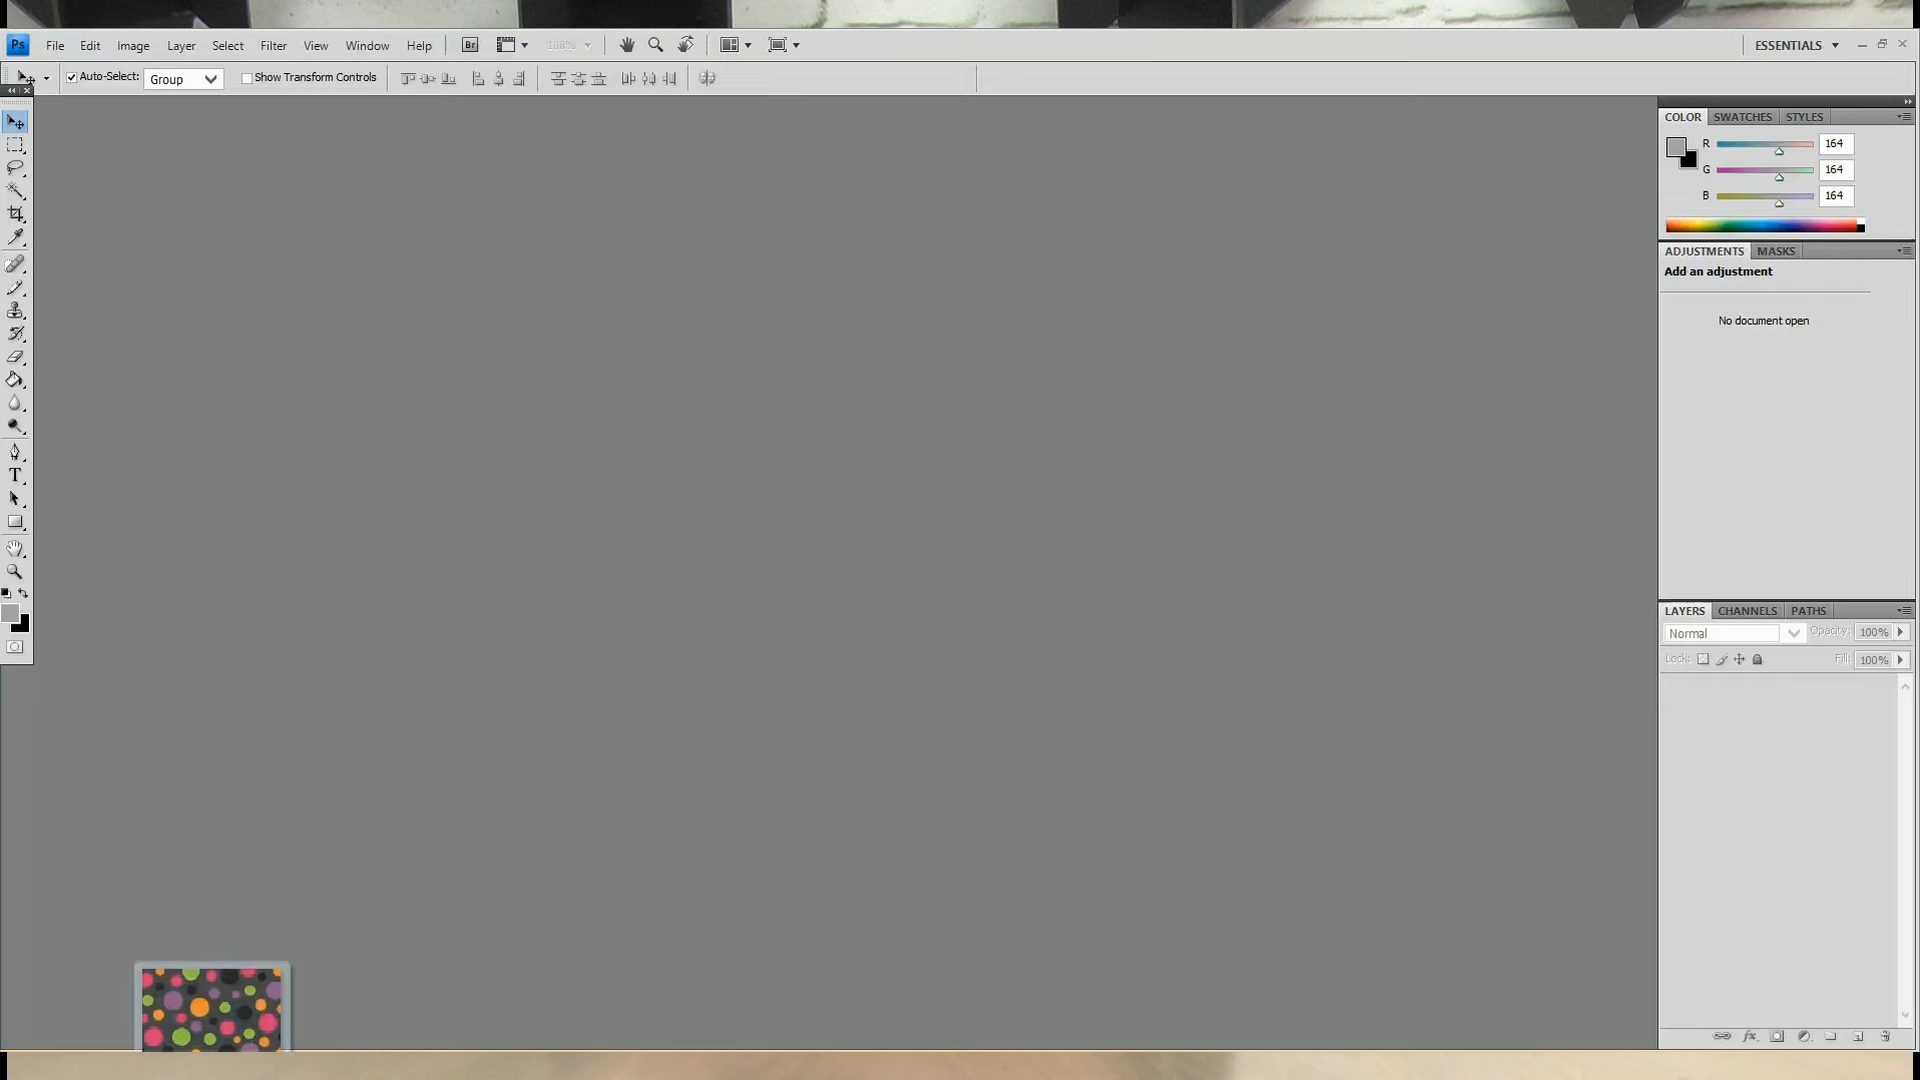 Ps File Edit Image Layer Select Filter View Window Help Br 100% ESSENTIALS
Auto-Select: Group Show Transform Controls
COLOR SWATCHES STYLES
R 164
G 164
B 164
ADJUSTMENTS MASKS
Add an adjustment
No document open
T
LAYERS CHANNELS PATHS
Normal Opacity: 100%
Lock: Fill: 100%
fx